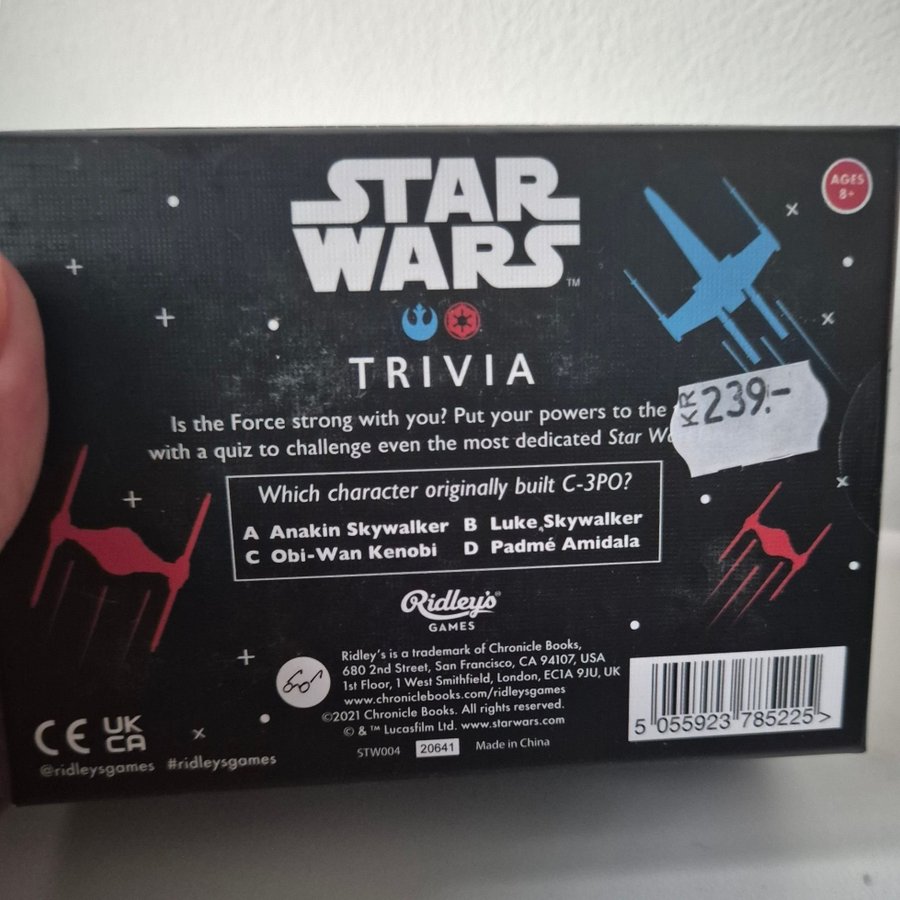 STAR
WARS
TM
AGES
8+
TRIVIA
KR 239.-
Is the Force strong with you? Put your powers to the
with a quiz to challenge even the most dedicated Star
Which character originally built C-3PO?
A Anakin Skywalker B Luke Skywalker
C Obi-Wan Kenobi D Padmé Amidala
Ridley's
GAMES
Ridley's is a trademark of Chronicle Books,
680 2nd Street, San Francisco, CA 94107, USA
1st Floor, 1 West Smithfield, London, EC1A 9JU, UK
www.chroniclebooks.com/ridleysgames
©2021 Chronicle Books. All rights reserved.
© & ™ Lucasfilm Ltd. www.starwars.com
STW004 20641 Made in China
CE UK
CA
@ridleysgames #ridleysgames
5 055923 785225 >